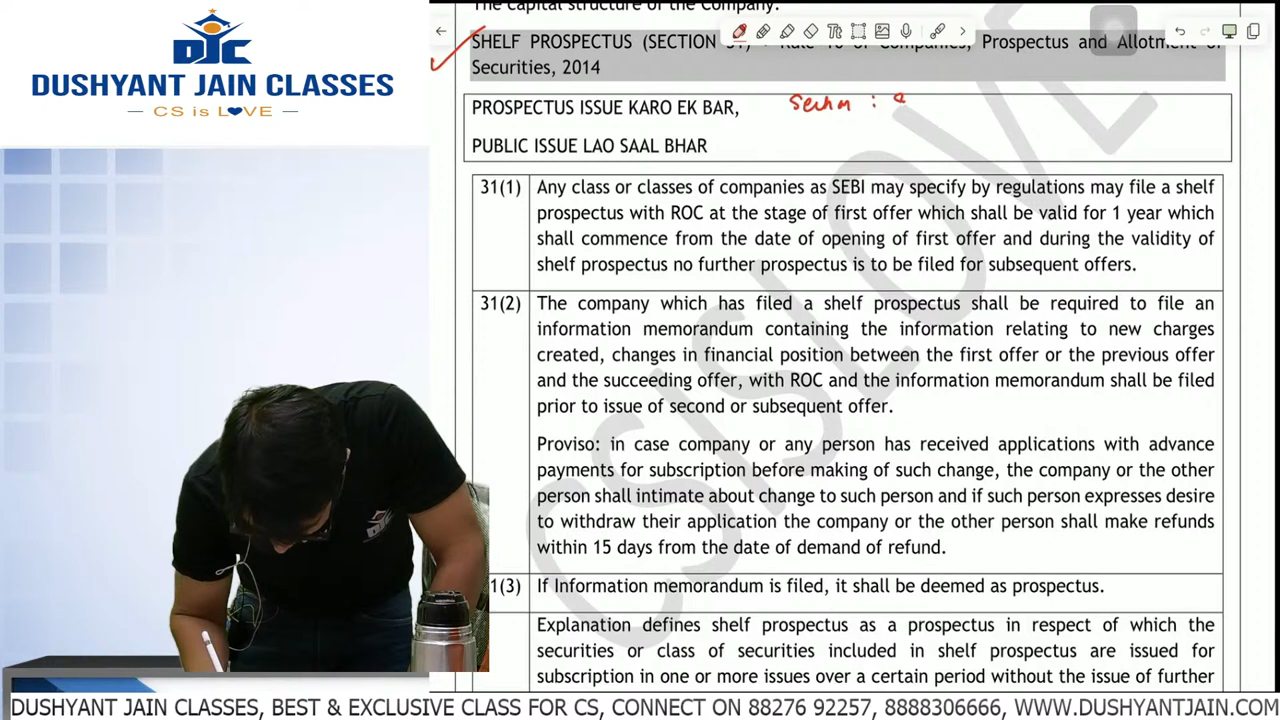 The capital structure of the Company.
DJC
DUSHYANT JAIN CLASSES
CS is L VE
SHELF PROSPECTUS (SECTION 31) - Rule 10 of Companies, Prospectus and Allotment of
Securities, 2014
PROSPECTUS ISSUE KARO EK BAR,
Section :
PUBLIC ISSUE LAO SAAL BHAR
31(1) Any class or classes of companies as SEBI may specify by regulations may file a shelf
prospectus with ROC at the stage of first offer which shall be valid for 1 year which
shall commence from the date of opening of first offer and during the validity of
shelf prospectus no further prospectus is to be filed for subsequent offers.
31(2) The company which has filed a shelf prospectus shall be required to file an
information memorandum containing the information relating to new charges
created, changes in financial position between the first offer or the previous offer
and the succeeding offer, with ROC and the information memorandum shall be filed
prior to issue of second or subsequent offer.
Proviso: in case company or any person has received applications with advance
payments for subscription before making of such change, the company or the other
person shall intimate about change to such person and if such person expresses desire
to withdraw their application the company or the other person shall make refunds
within 15 days from the date of demand of refund.
1(3) If Information memorandum is filed, it shall be deemed as prospectus.
Explanation defines shelf prospectus as a prospectus in respect of which the
securities or class of securities included in shelf prospectus are issued for
subscription in one or more issues over a certain period without the issue of further
CSISLOVE
DUSHYANT JAIN CLASSES, BEST & EXCLUSIVE CLASS FOR CS, CONNECT ON 88276 92257, 8888306666, WWW.DUSHYANTJAIN.COM